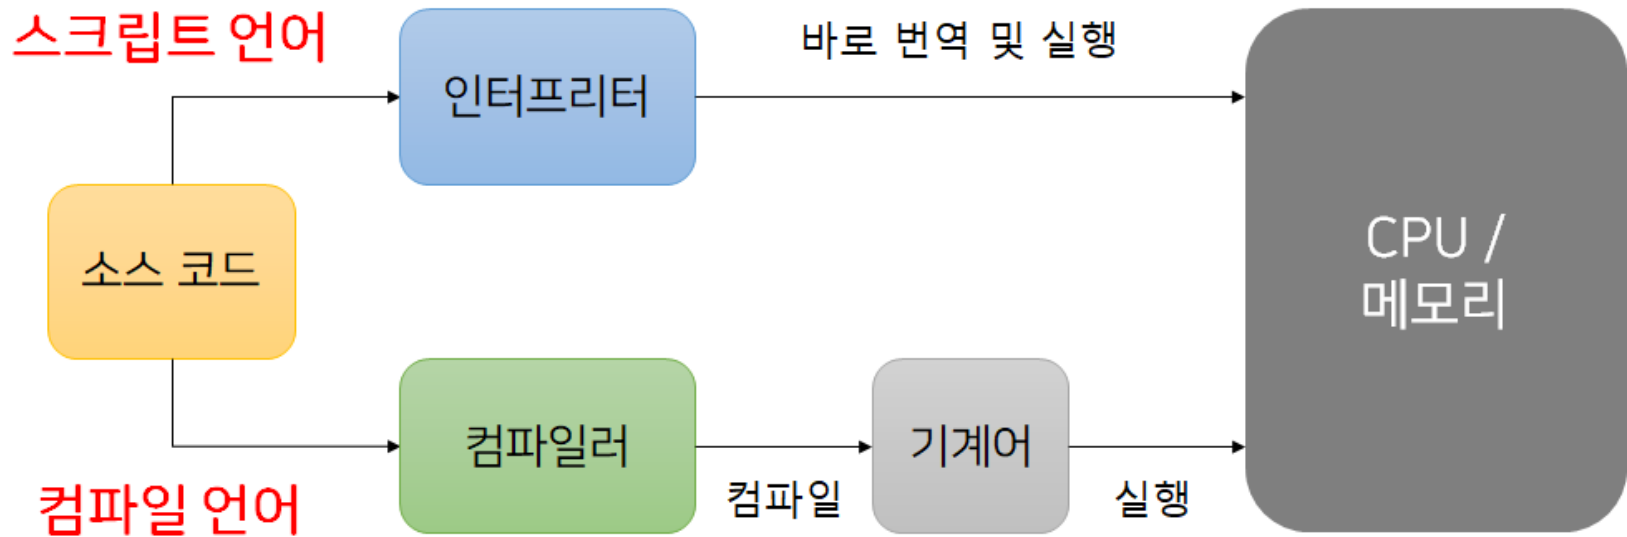 스크립트 언어
인터프리터
바로 번역 및 실행
소스 코드
CPU /
메모리
컴파일러
기계어
컴파일
실행
컴파일 언어